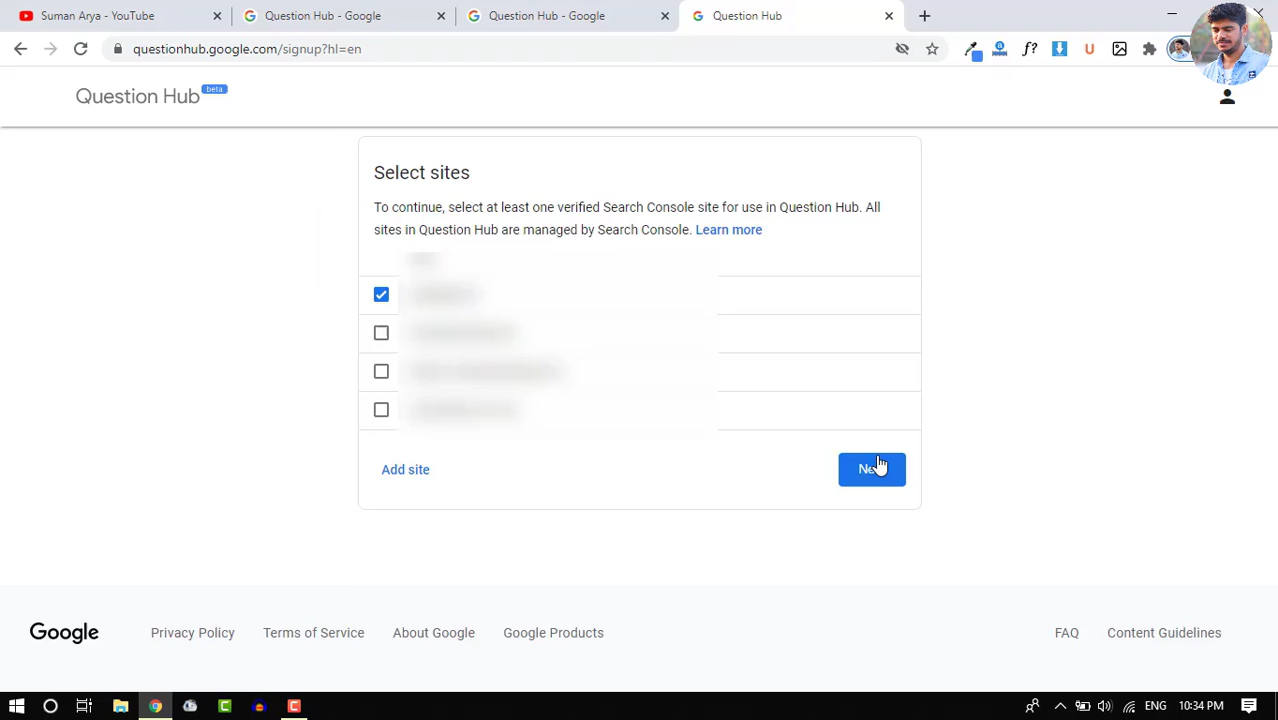 Suman Arya - YouTube
Question Hub - Google
Question Hub - Google
Question Hub
questionhub.google.com/signup?hl=en
Question Hub beta
Select sites
To continue, select at least one verified Search Console site for use in Question Hub. All
sites in Question Hub are managed by Search Console. Learn more
Add site
Google
Privacy Policy
Terms of Service
About Google
Google Products
FAQ
Content Guidelines
ENG
10:34 PM